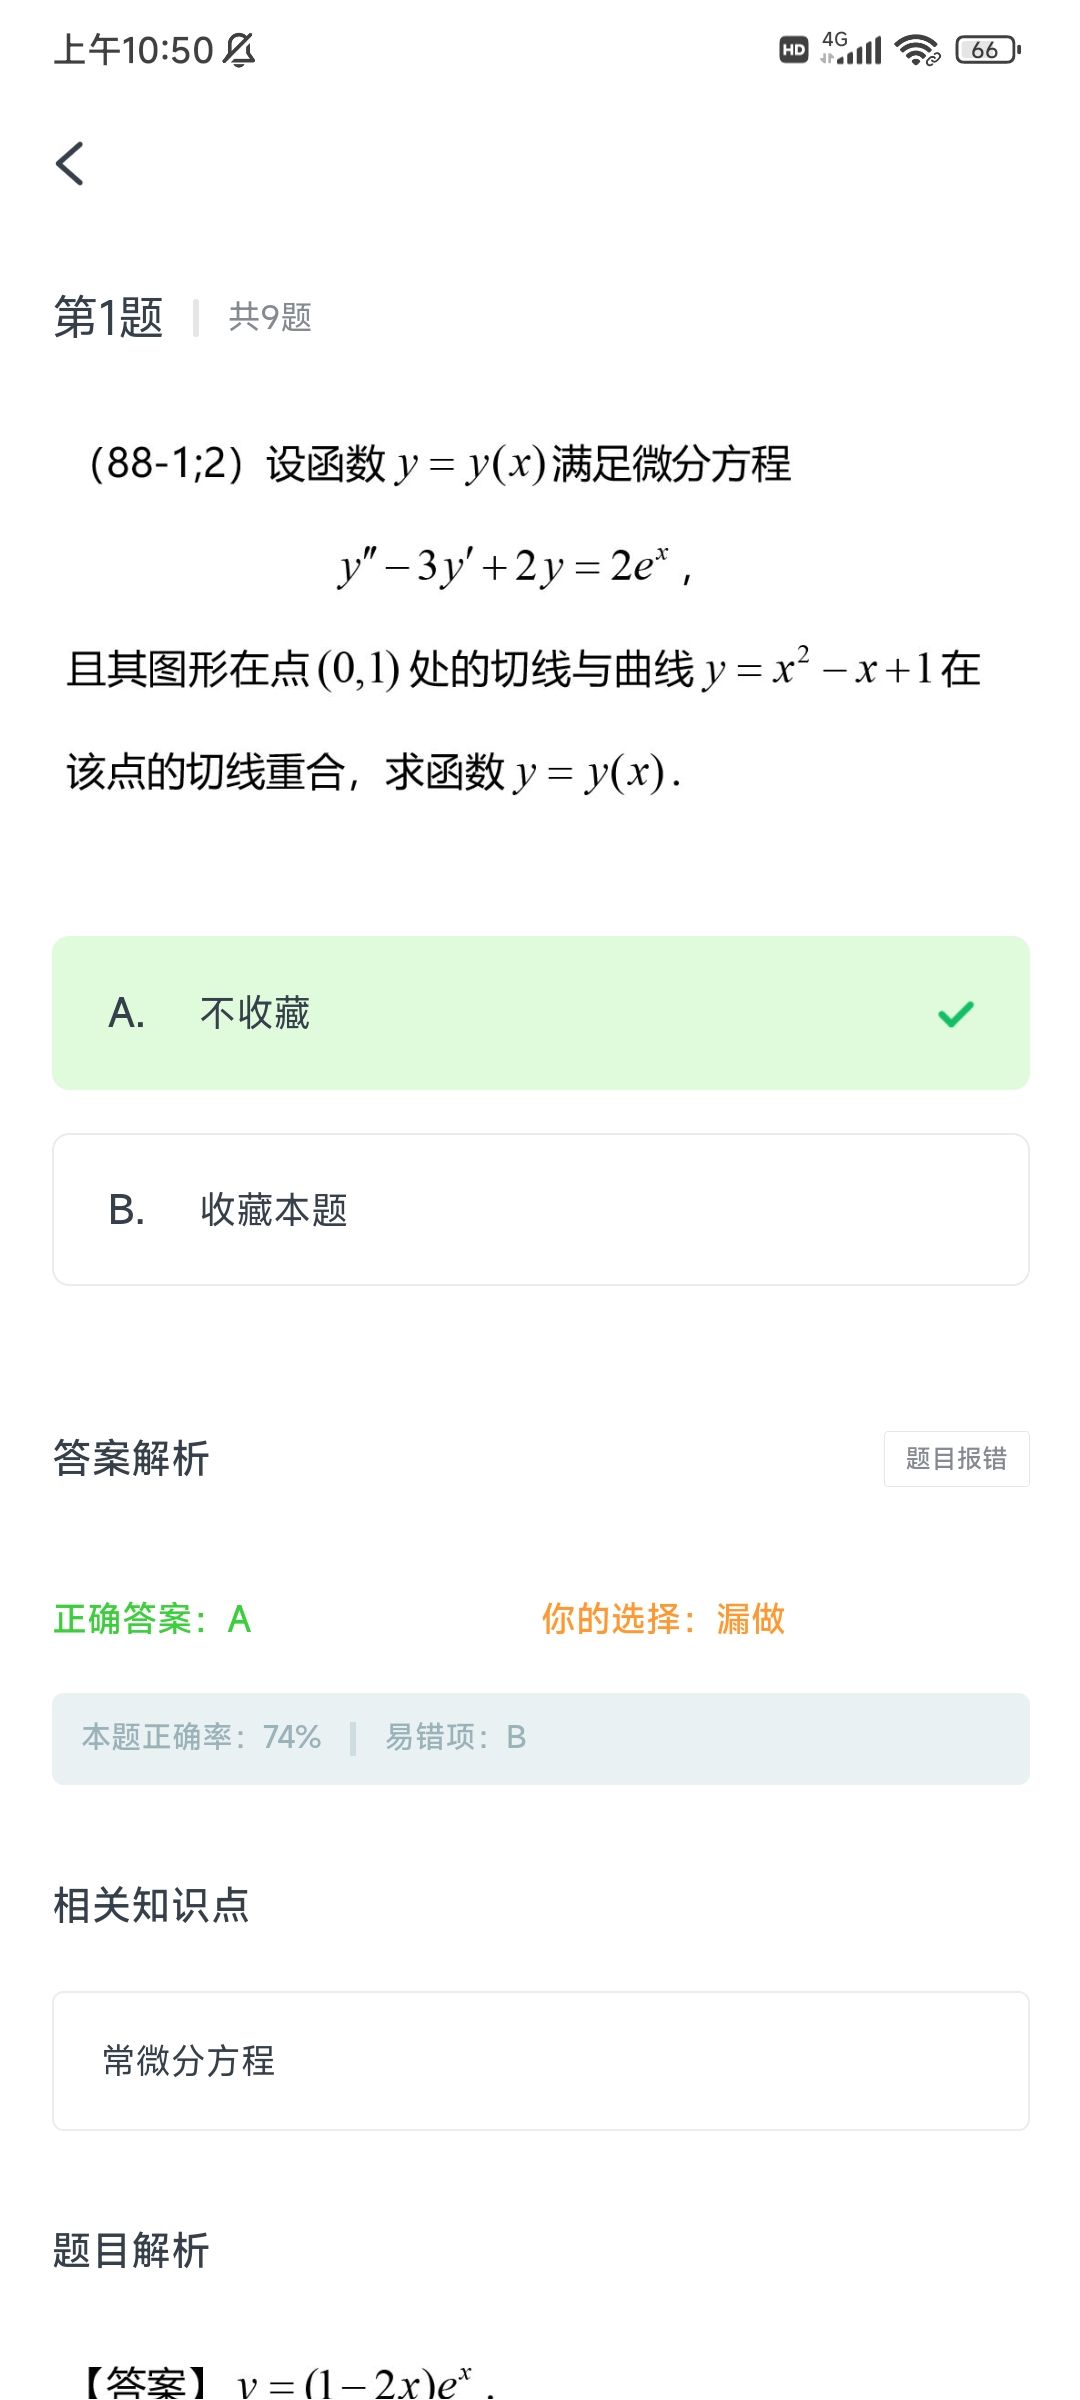 上午10:50 HD 4G 66
第1题 共9题
（88-1;2）设函数 y = y(x)满足微分方程
y″ − 3y′ + 2y = 2eˣ ，
且其图形在点(0,1)处的切线与曲线 y = x² − x + 1在
该点的切线重合，求函数 y = y(x) .
A. 不收藏
B. 收藏本题
答案解析 题目报错
正确答案：A 你的选择：漏做
本题正确率：74% 易错项：B
相关知识点
常微分方程
题目解析
【答案】 y = (1 − 2x)eˣ .